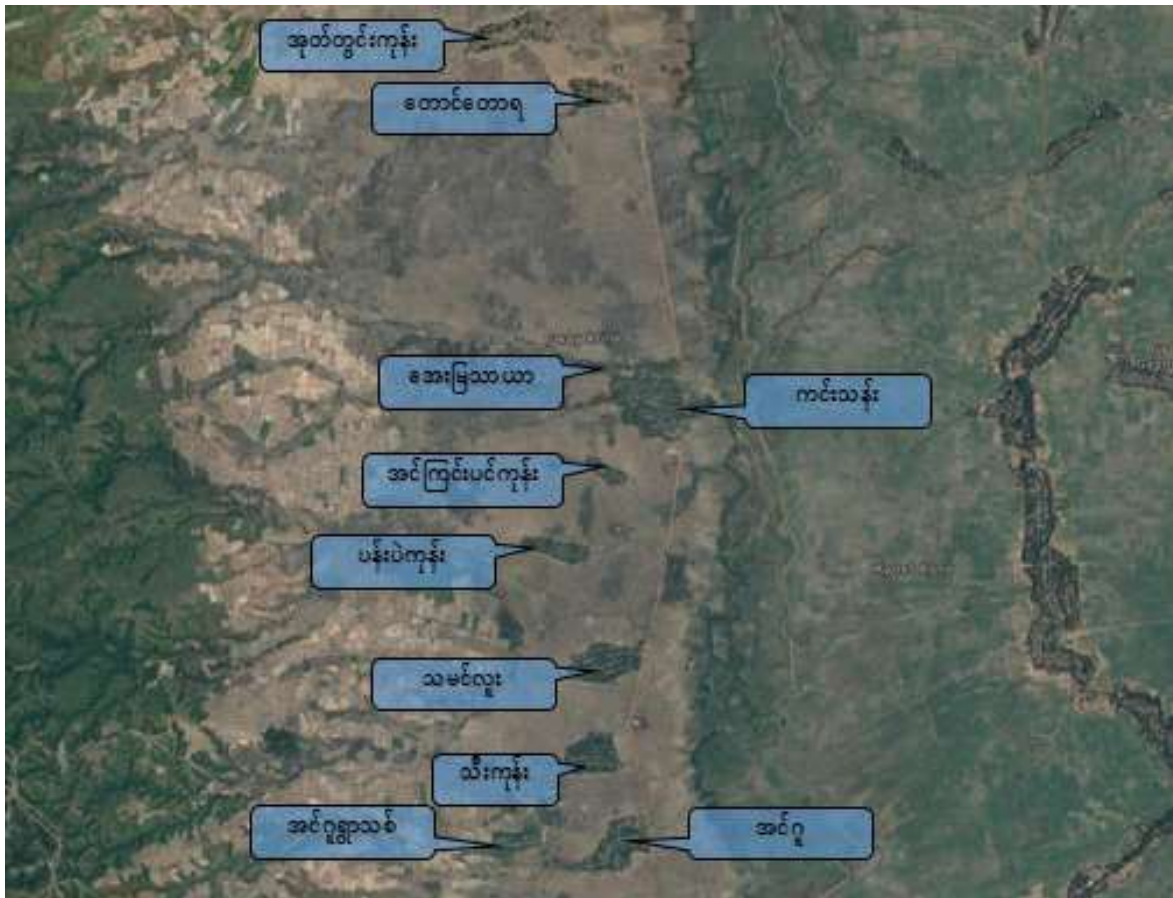 အုတ်တွင်းကုန်း
တောင်တောရ
အေးမြသာယာ
ကင်းသန်း
အင်ကြင်းပင်ကုန်း
ပန်းပဲကုန်း
သမင်လူး
သီးကုန်း
အင်ဂူရွာသစ်
အင်ဂူ